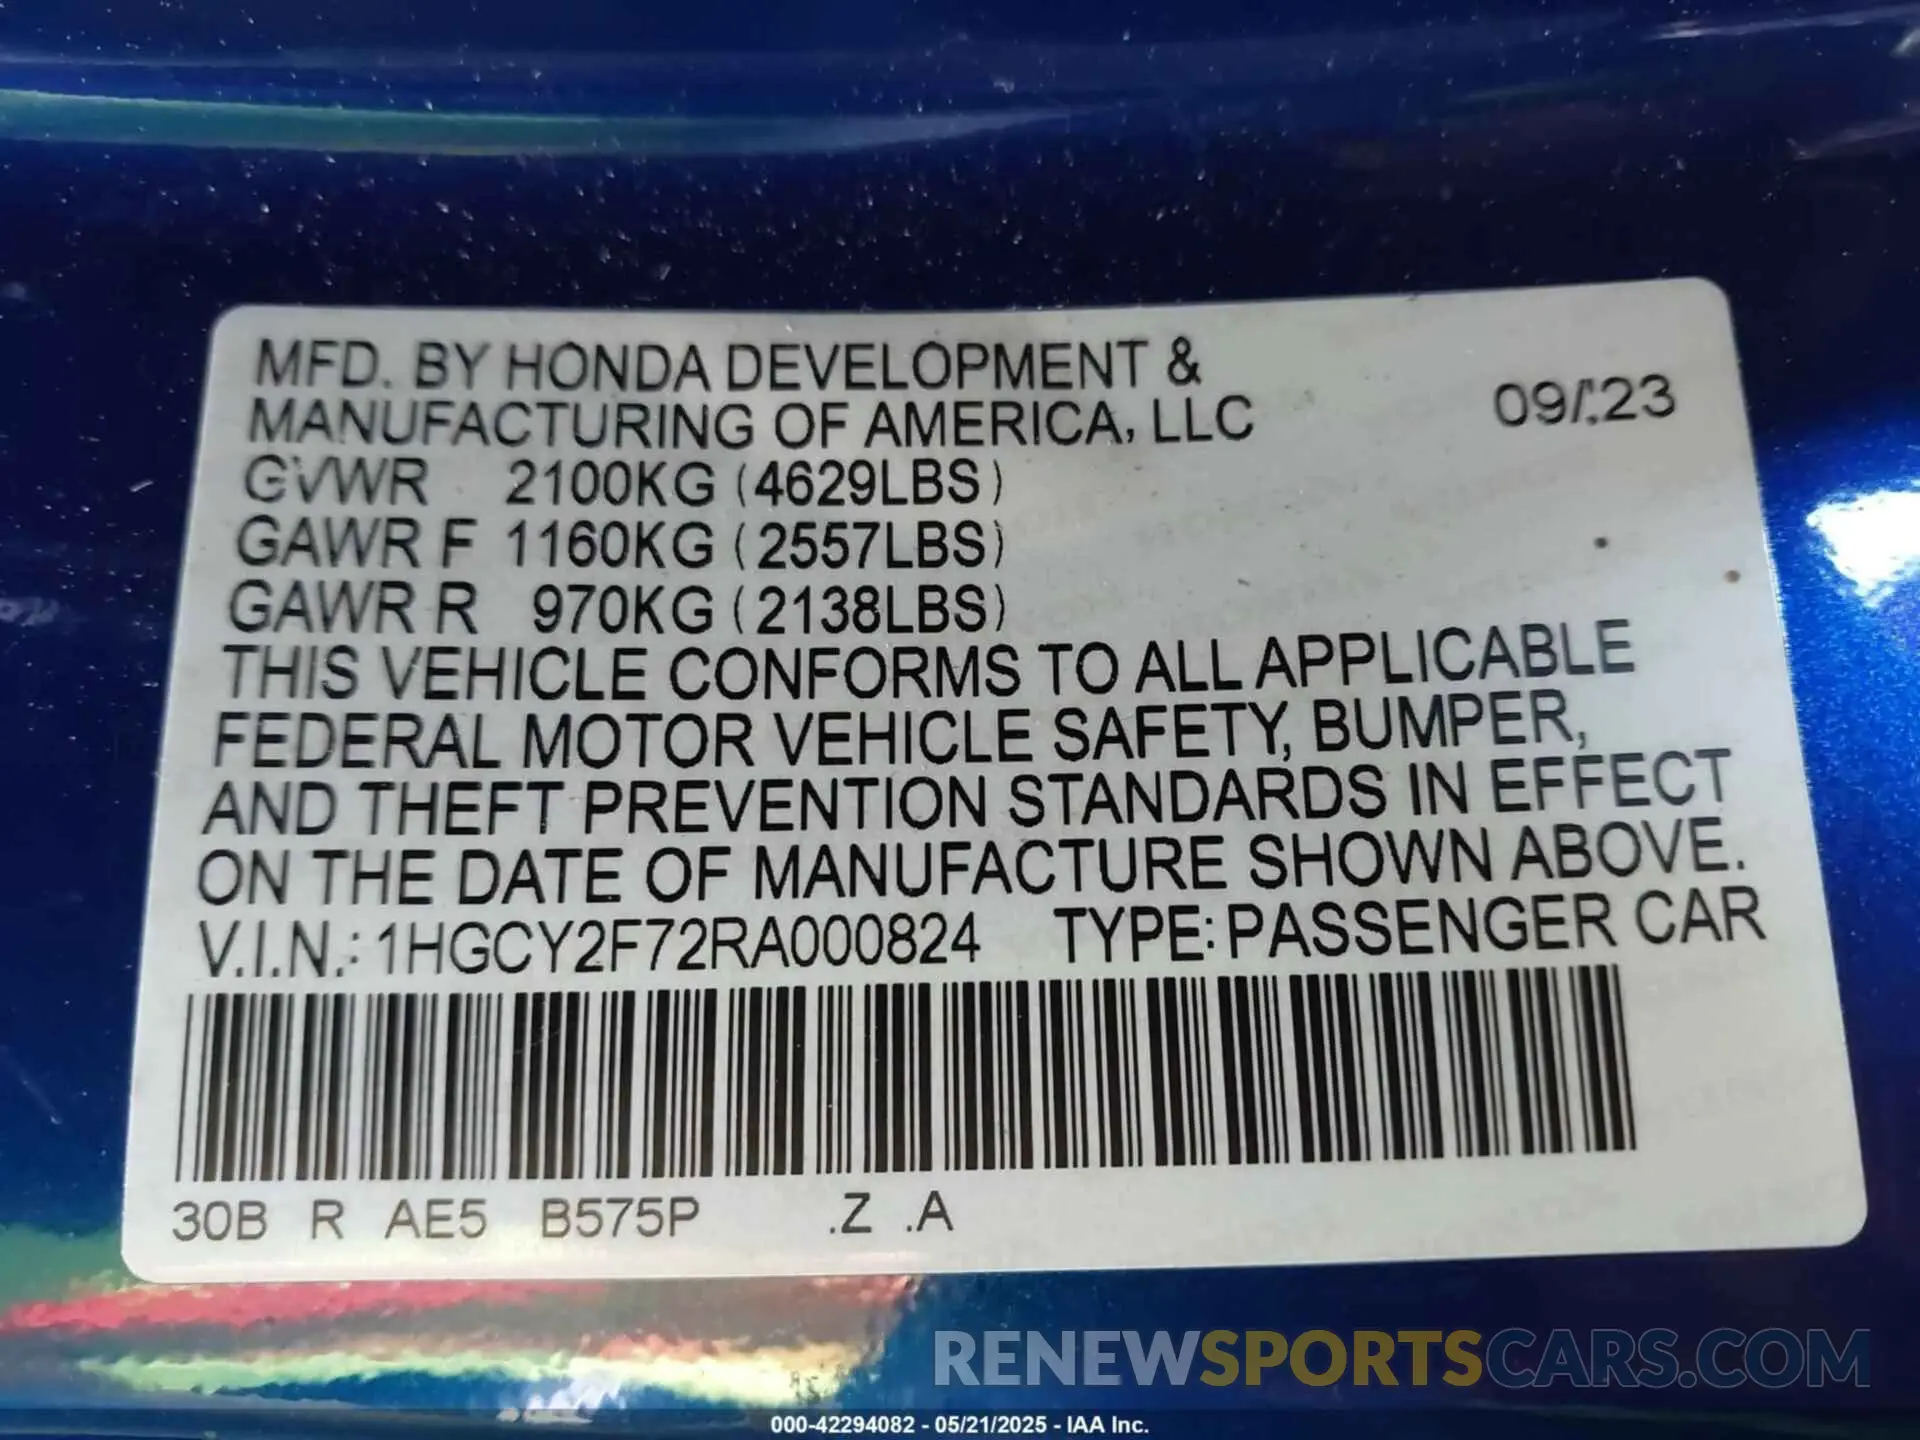 MFD. BY HONDA DEVELOPMENT &
MANUFACTURING OF AMERICA, LLC 09/23
GVWR 2100KG (4629LBS)
GAWR F 1160KG (2557LBS)
GAWR R 970KG (2138LBS)
THIS VEHICLE CONFORMS TO ALL APPLICABLE
FEDERAL MOTOR VEHICLE SAFETY, BUMPER,
AND THEFT PREVENTION STANDARDS IN EFFECT
ON THE DATE OF MANUFACTURE SHOWN ABOVE.
V.I.N.: 1HGCY2F72RA000824 TYPE: PASSENGER CAR
30B R AE5 B575P .Z .A
RENEWSPORTSCARS.COM
000-42294082 - 05/21/2025 - IAA Inc.